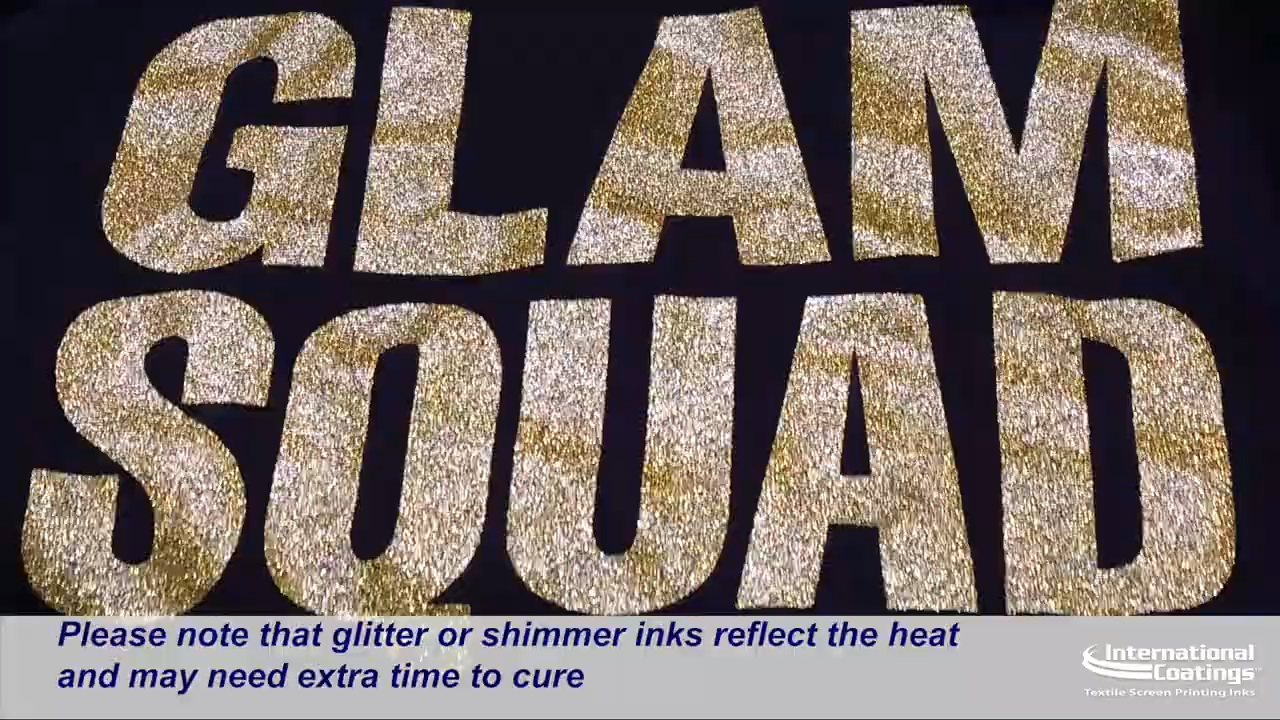 GLAM
SQUAD
Please note that glitter or shimmer inks reflect the heat
and may need extra time to cure
International
Coatings™
Textile Screen Printing Inks